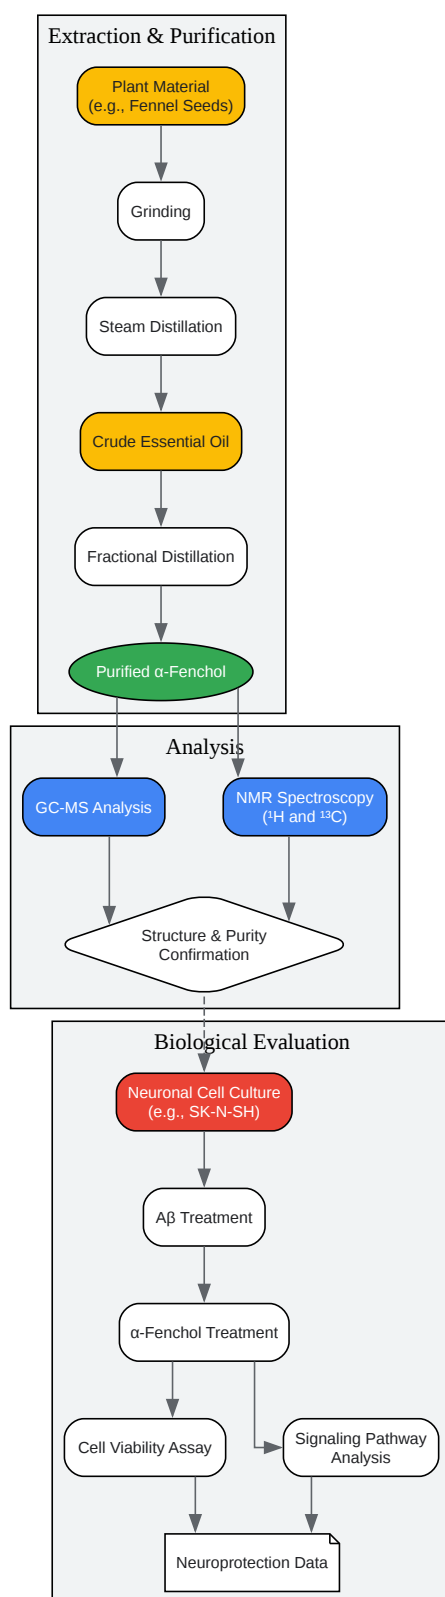 Extraction & Purification
Plant Material
(e.g., Fennel Seeds)
Grinding
Steam Distillation
Crude Essential Oil
Fractional Distillation
Purified α-Fenchol
Analysis
GC-MS Analysis
NMR Spectroscopy
(¹H and ¹³C)
Structure & Purity
Confirmation
Biological Evaluation
Neuronal Cell Culture
(e.g., SK-N-SH)
Aβ Treatment
α-Fenchol Treatment
Cell Viability Assay
Signaling Pathway
Analysis
Neuroprotection Data